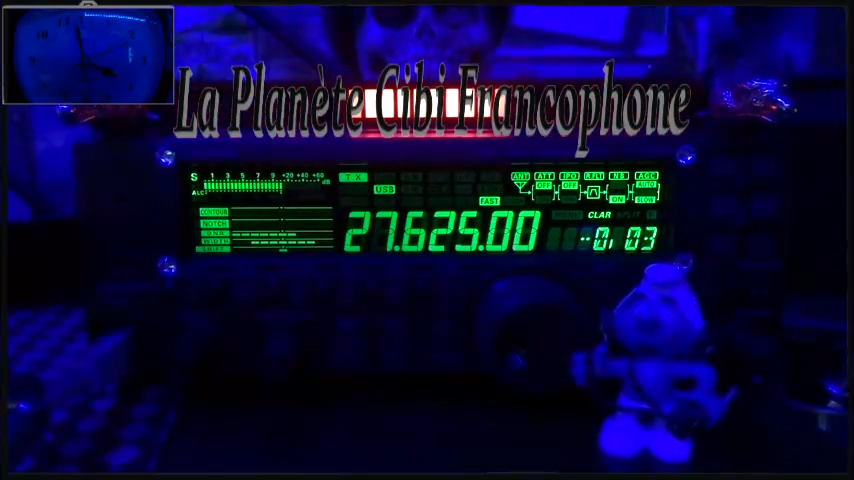 La Planète Cibi Francophone
S 1 3 5 7 9 +20 +40 +60 dB
ALC
TX
USB
FAST
ANT ATT IPO R.FLT NB AGC
OFF OFF AUTO
ON SLOW
CONTOUR
NOTCH
DNR
WIDTH
SHIFT
27.625.00
CLAR SPLIT
-0.03